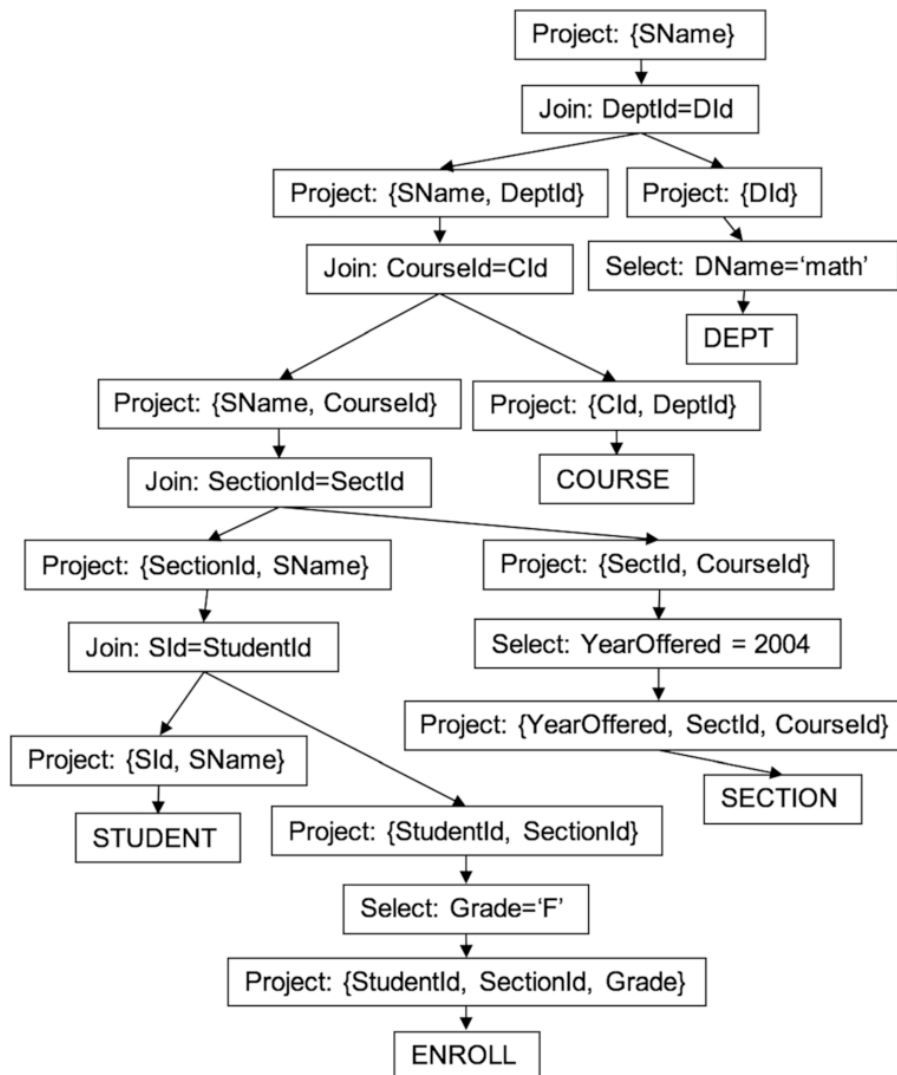 Project: {SName}
Join: DeptId=DId
Project: {SName, DeptId}
Project: {DId}
Join: CourseId=CId
Select: DName=‘math’
DEPT
Project: {SName, CourseId}
Project: {CId, DeptId}
Join: SectionId=SectId
COURSE
Project: {SectionId, SName}
Project: {SectId, CourseId}
Join: SId=StudentId
Select: YearOffered = 2004
Project: {YearOffered, SectId, CourseId}
Project: {SId, SName}
SECTION
STUDENT
Project: {StudentId, SectionId}
Select: Grade=‘F’
Project: {StudentId, SectionId, Grade}
ENROLL